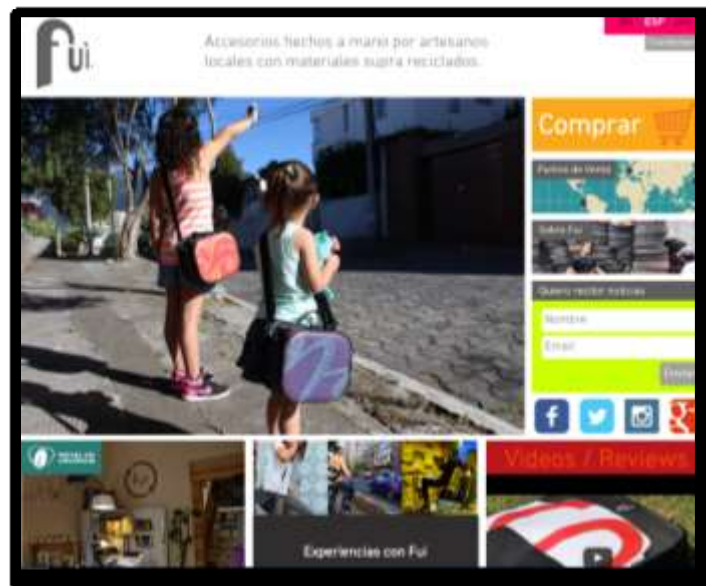 Fui
Accesorios hechos a mano por artesanos
locales con materiales supra reciclados.
ESP
Comprar
Puntos de Venta
Sobre Fui
Quiero recibir noticias
Nombre
Email
Enviar
Experiencias con Fui
Videos / Reviews